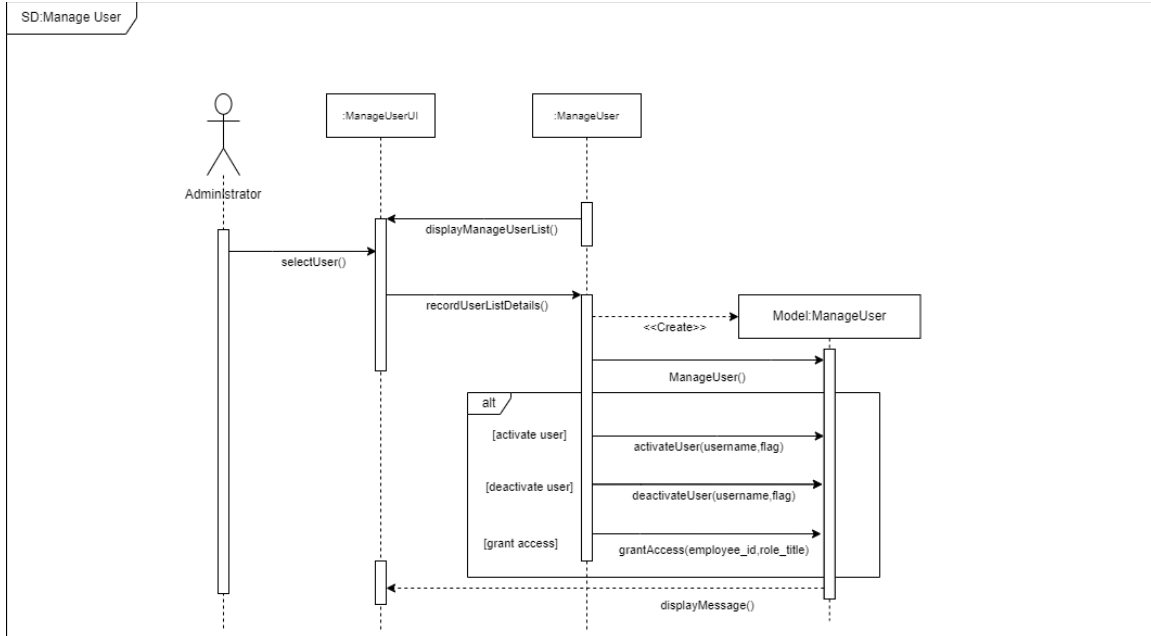 SD:Manage User
:ManageUserUI
:ManageUser
Administrator
displayManageUserList()
selectUser()
recordUserListDetails()
Model:ManageUser
<<Create>>
ManageUser()
alt
[activate user]
activateUser(username,flag)
[deactivate user]
deactivateUser(username,flag)
[grant access]
grantAccess(employee_id,role_title)
displayMessage()